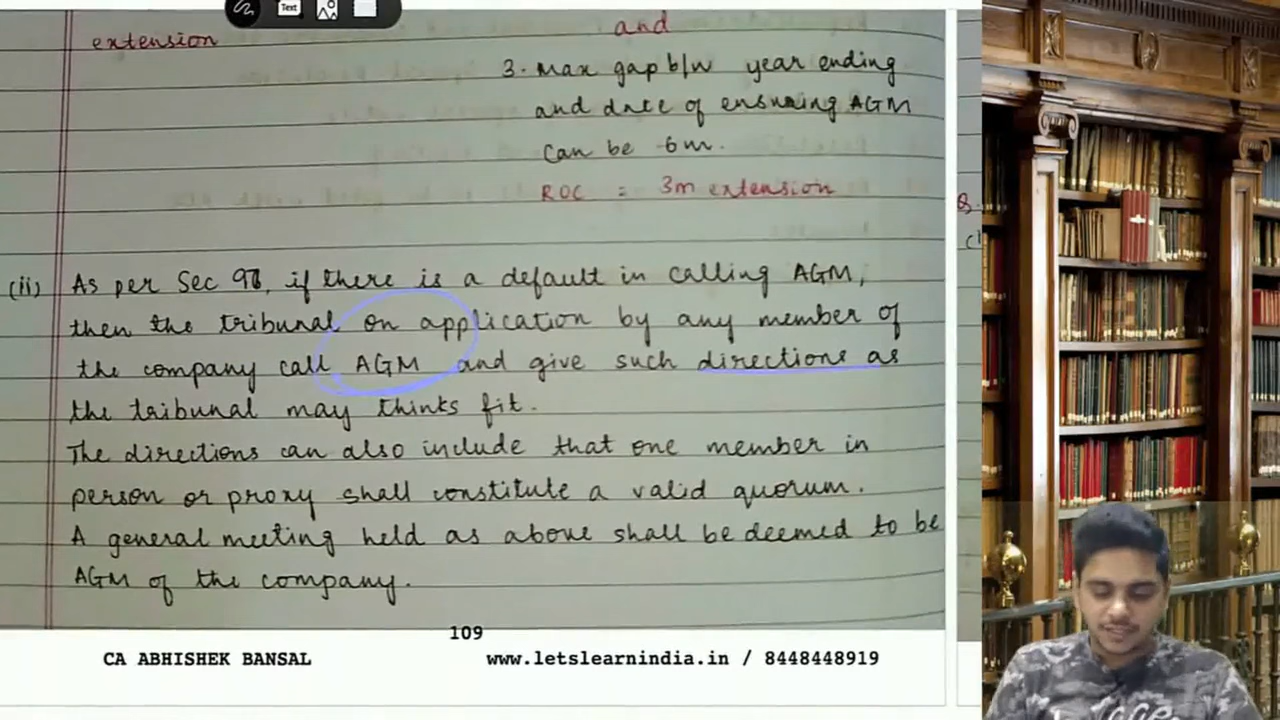 Text
extension
and
3. Max gap b/w year ending
and date of ensuring AGM
can be 6m.
ROC = 3m extension
(ii) As per Sec 97, if there is a default in calling AGM,
then the tribunal on application by any member of
the company call AGM and give such directions as
the tribunal may thinks fit.
The directions can also include that one member in
person or proxy shall constitute a valid quorum.
A general meeting held as above shall be deemed to be
AGM of the company.
109
CA ABHISHEK BANSAL
www.letslearnindia.in / 8448448919